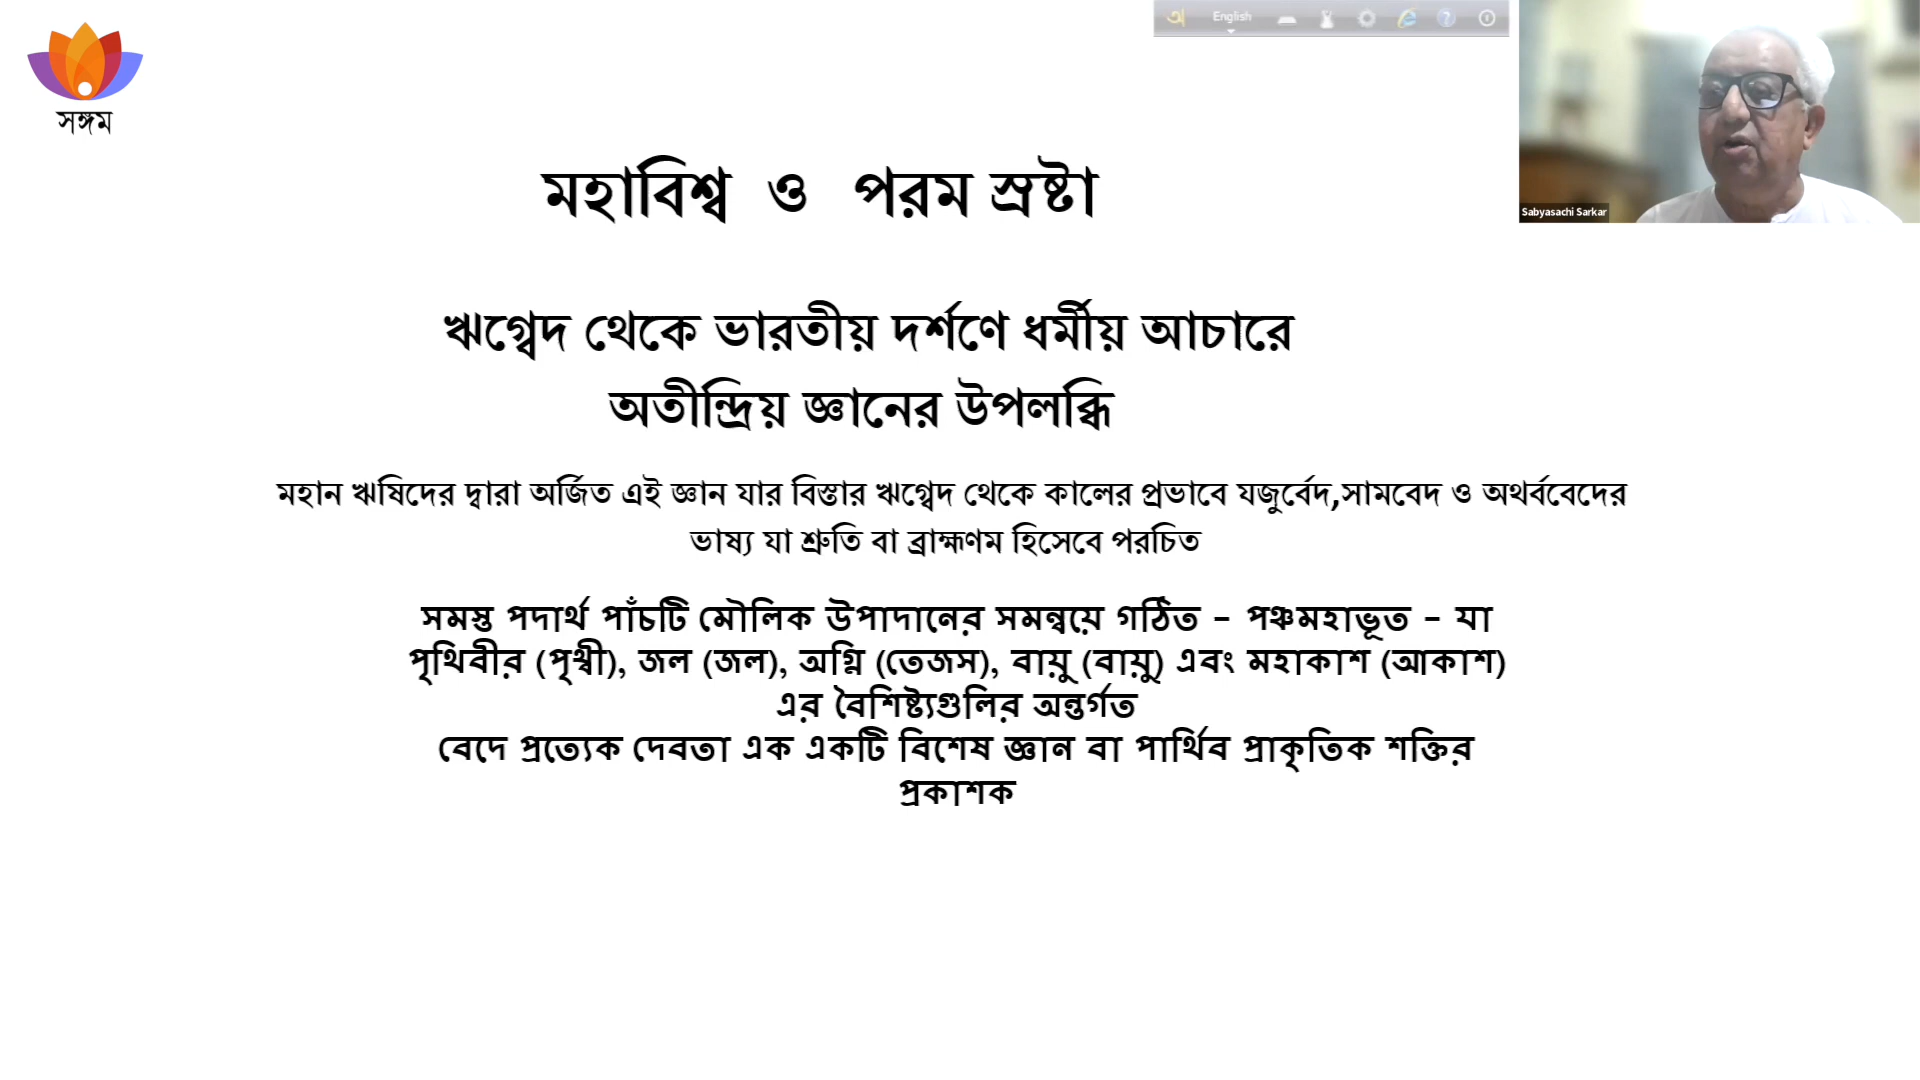 সঙ্গম
English
Sabyasachi Sarkar
মহাবিশ্ব ও পরম স্রষ্টা
ঋগ্বেদ থেকে ভারতীয় দর্শণে ধর্মীয় আচারে
অতীন্দ্রিয় জ্ঞানের উপলব্ধি
মহান ঋষিদের দ্বারা অর্জিত এই জ্ঞান যার বিস্তার ঋগ্বেদ থেকে কালের প্রভাবে যজুর্বেদ,সামবেদ ও অথর্ববেদের
ভাষ্য যা শ্রুতি বা ব্রাহ্মণম হিসেবে পরচিত
সমস্ত পদার্থ পাঁচটি মৌলিক উপাদানের সমন্বয়ে গঠিত – পঞ্চমহাভূত – যা
পৃথিবীর (পৃথ্বী), জল (জল), অগ্নি (তেজস), বায়ু (বায়ু) এবং মহাকাশ (আকাশ)
এর বৈশিষ্ট্যগুলির অন্তর্গত
বেদে প্রত্যেক দেবতা এক একটি বিশেষ জ্ঞান বা পার্থিব প্রাকৃতিক শক্তির
প্রকাশক